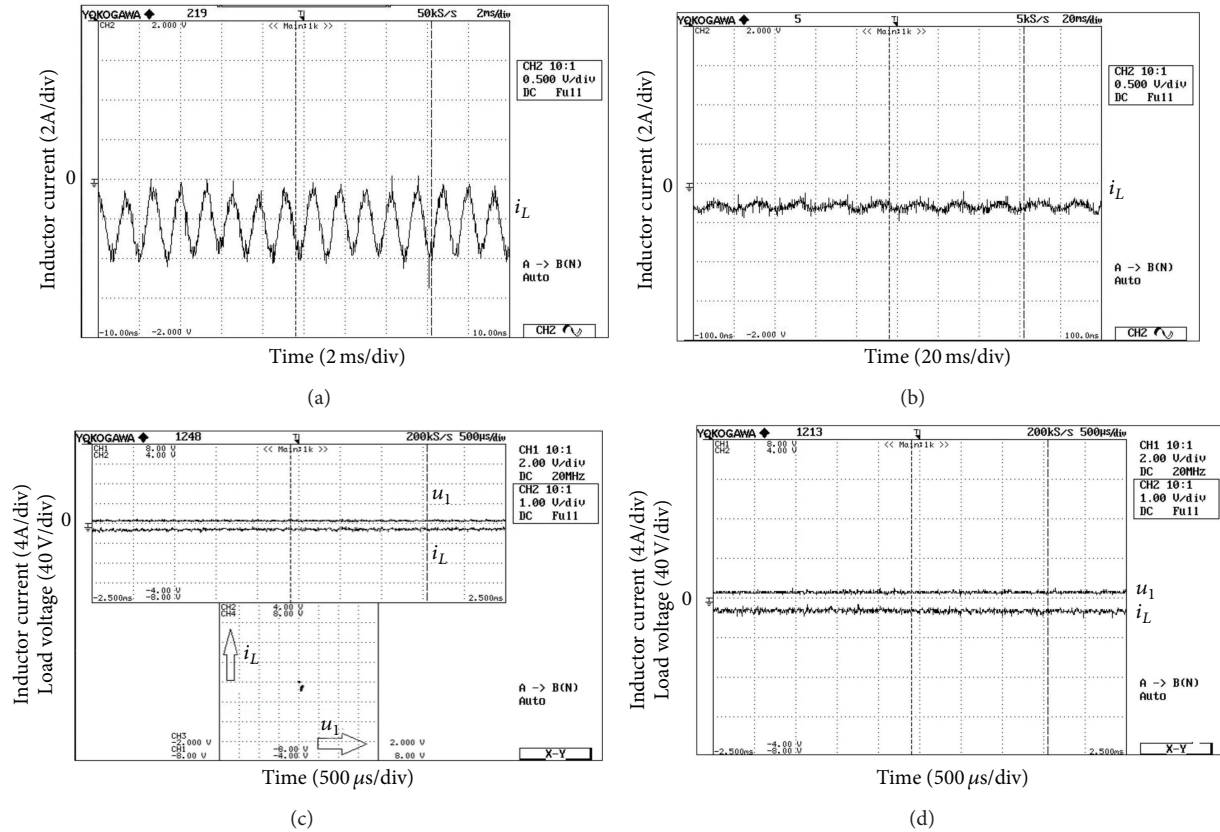 YOKOGAWA ◆ 219 50kS/S 2ms/div
CH2 2.000 V << Main:1k >>
CH2 10:1
0.500 V/div
DC Full
Inductor current (2A/div)
0
i_L
A -> B(N)
Auto
-10.00ms -2.000 V 10.00ms
CH2
Time (2 ms/div)
(a)
YOKOGAWA ◆ 5 5kS/S 20ms/div
CH2 2.000 V << Main:1k >>
CH2 10:1
0.500 V/div
DC Full
Inductor current (2A/div)
0
i_L
A -> B(N)
Auto
-100.0ms -2.000 V 100.0ms
CH2
Time (20 ms/div)
(b)
YOKOGAWA ◆ 1248 200kS/S 500µs/div
CH1 8.00 V
CH2 4.00 V
<< Main:1k >>
CH1 10:1
2.00 V/div
DC 20MHz
CH2 10:1
1.00 V/div
DC Full
Inductor current (4A/div)
Load voltage (40 V/div)
0
u_1
i_L
-4.00 V
-2.500ms -8.00 V 2.500ms
CH2 4.00 V
CH4 8.00 V
i_L
u_1
A -> B(N)
Auto
CH3
-2.000 V -8.00 V 2.000 V
CH1
-8.00 V -4.00 V 8.00 V
X-Y
Time (500 µs/div)
(c)
YOKOGAWA ◆ 1213 200kS/S 500µs/div
CH1 8.00 V
CH2 4.00 V
<< Main:1k >>
CH1 10:1
2.00 V/div
DC 20MHz
CH2 10:1
1.00 V/div
DC Full
Inductor current (4A/div)
Load voltage (40 V/div)
0
u_1
i_L
A -> B(N)
Auto
-4.00 V
-2.500ms -8.00 V 2.500ms
X-Y
Time (500 µs/div)
(d)